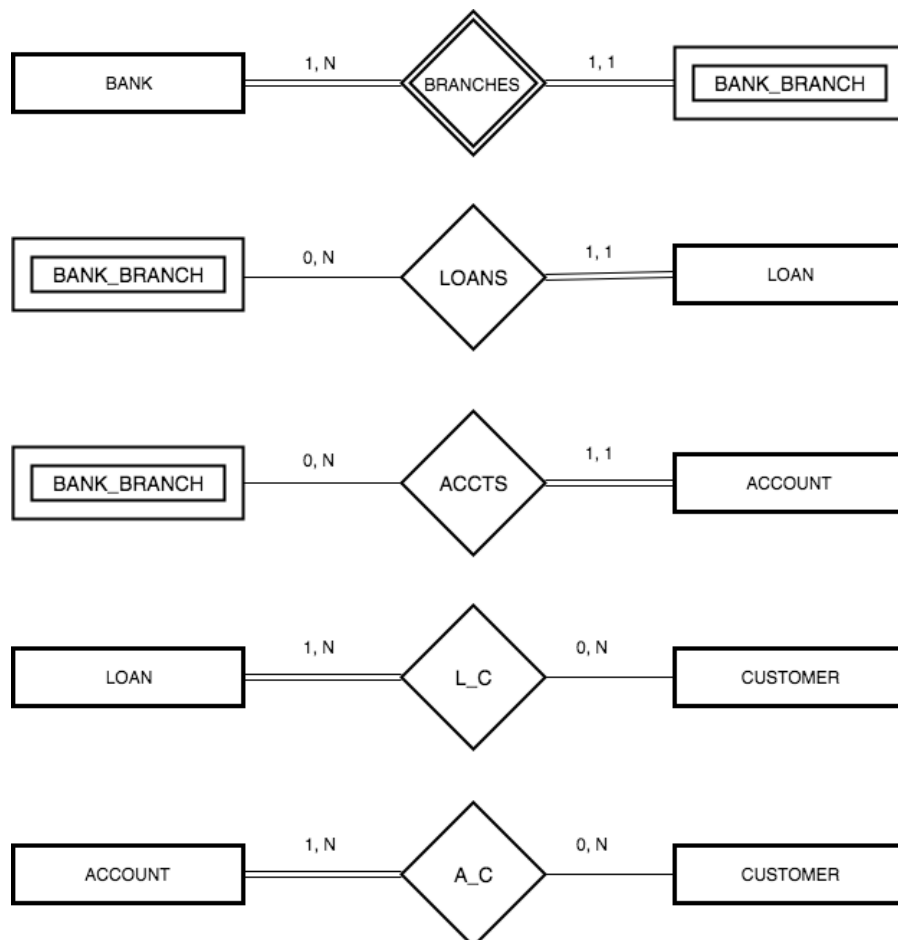 1, N
1, 1
BANK
BRANCHES
BANK_BRANCH
0, N
1, 1
BANK_BRANCH
LOANS
LOAN
0, N
1, 1
BANK_BRANCH
ACCTS
ACCOUNT
1, N
0, N
LOAN
L_C
CUSTOMER
1, N
0, N
ACCOUNT
A_C
CUSTOMER